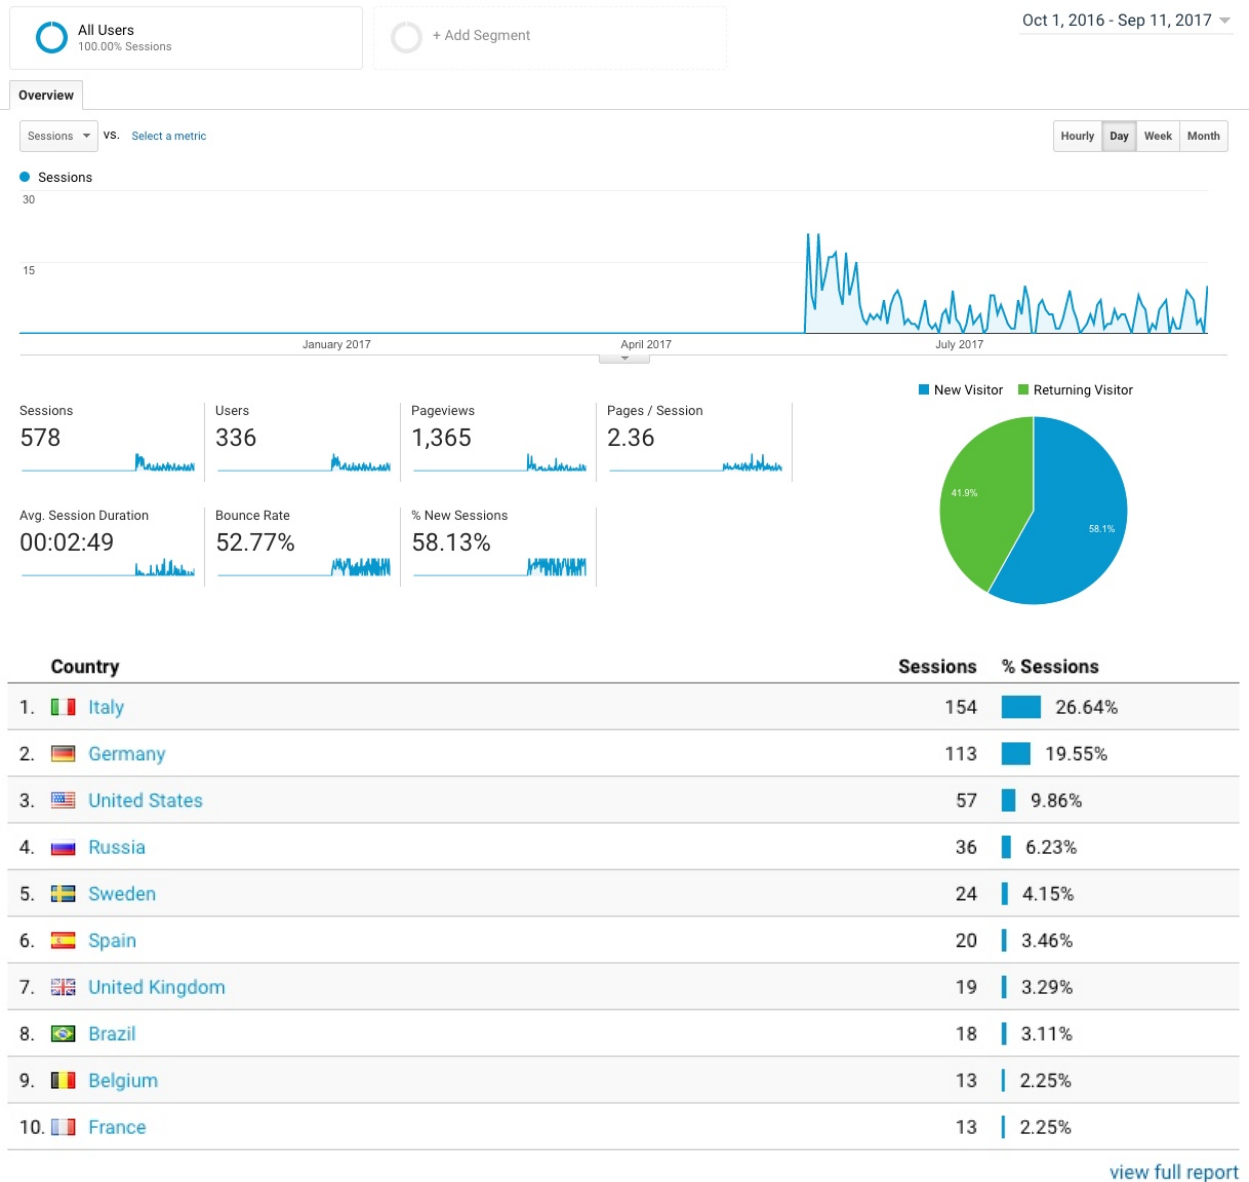 All Users
100.00% Sessions
+ Add Segment
Oct 1, 2016 - Sep 11, 2017
Overview
Sessions vs. Select a metric
Hourly Day Week Month
Sessions
30
15
January 2017 April 2017 July 2017
New Visitor Returning Visitor
Sessions
578
Users
336
Pageviews
1,365
Pages / Session
2.36
Avg. Session Duration
00:02:49
Bounce Rate
52.77%
% New Sessions
58.13%
41.9%
58.1%
Country Sessions % Sessions
1. Italy 154 26.64%
2. Germany 113 19.55%
3. United States 57 9.86%
4. Russia 36 6.23%
5. Sweden 24 4.15%
6. Spain 20 3.46%
7. United Kingdom 19 3.29%
8. Brazil 18 3.11%
9. Belgium 13 2.25%
10. France 13 2.25%
view full report